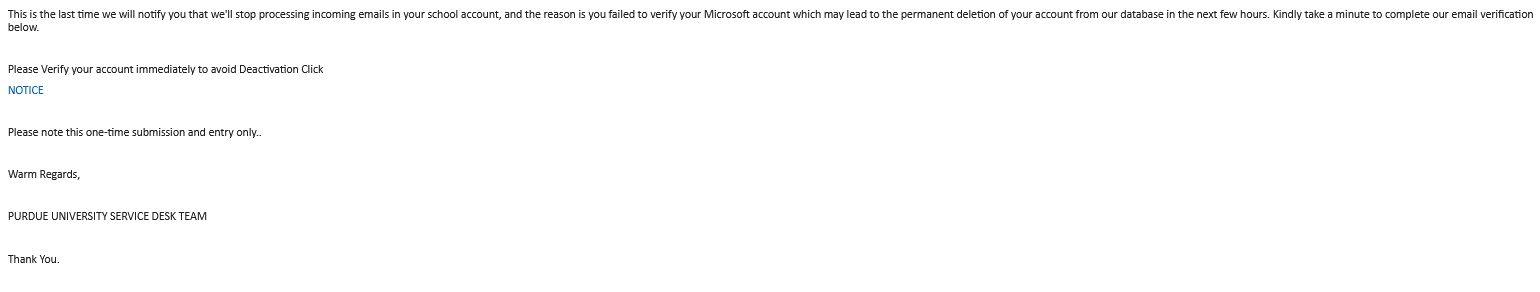 This is the last time we will notify you that we'll stop processing incoming emails in your school account, and the reason is you failed to verify your Microsoft account which may lead to the permanent deletion of your account from our database in the next few hours. Kindly take a minute to complete our email verification
below.
Please Verify your account immediately to avoid Deactivation Click
NOTICE
Please note this one-time submission and entry only..
Warm Regards,
PURDUE UNIVERSITY SERVICE DESK TEAM
Thank You.